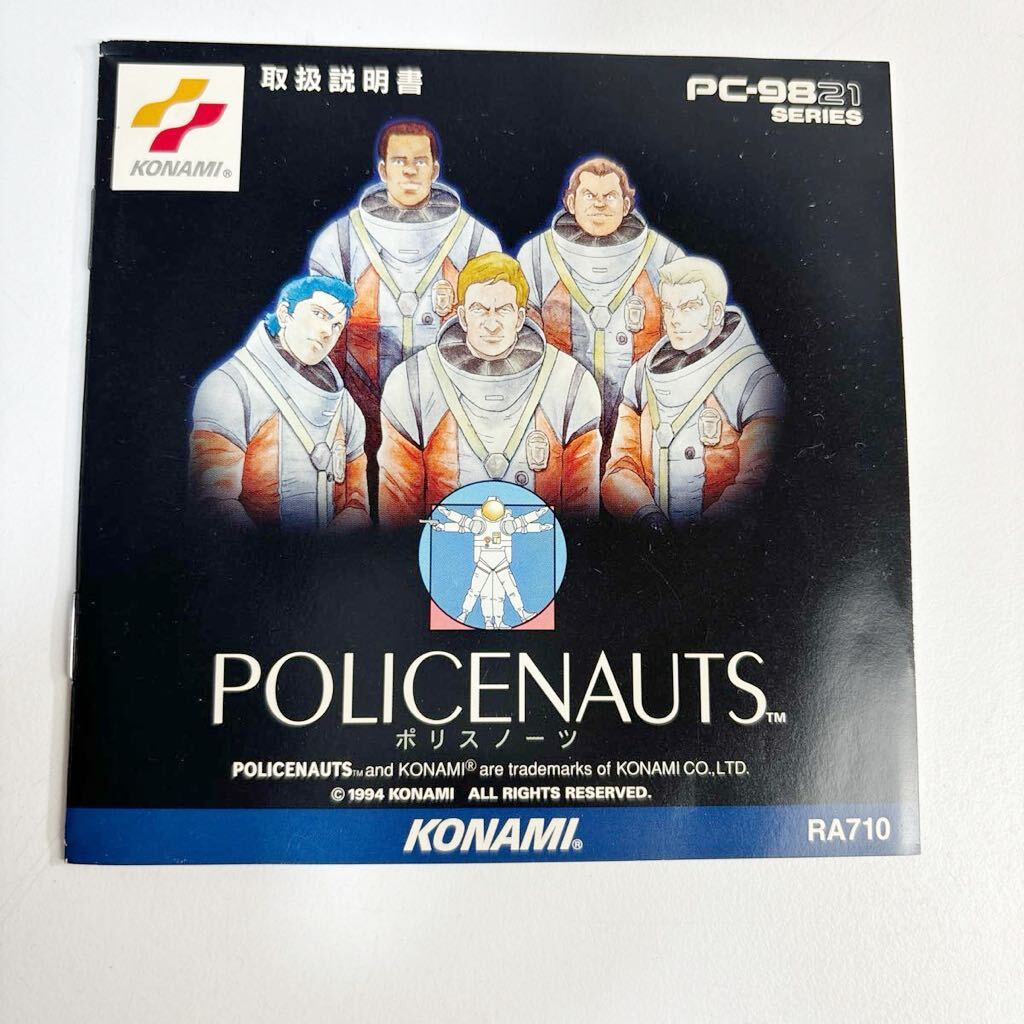 KONAMI®
取扱説明書
PC-9821
SERIES
POLICENAUTS™
ポリスノーツ
POLICENAUTS™ and KONAMI® are trademarks of KONAMI CO.,LTD.
© 1994 KONAMI ALL RIGHTS RESERVED.
KONAMI®
RA710